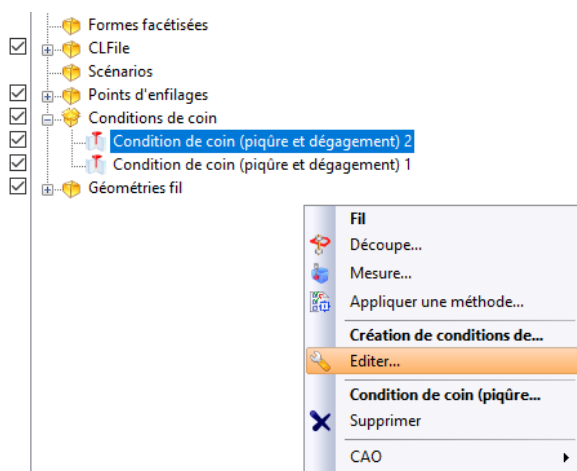 Formes facétisées
CLFile
Scénarios
Points d'enfilages
Conditions de coin
Condition de coin (piqûre et dégagement) 2
Condition de coin (piqûre et dégagement) 1
Géométries fil
Fil
Découpe...
Mesure...
Appliquer une méthode...
Création de conditions de...
Editer...
Condition de coin (piqûre...
Supprimer
CAO